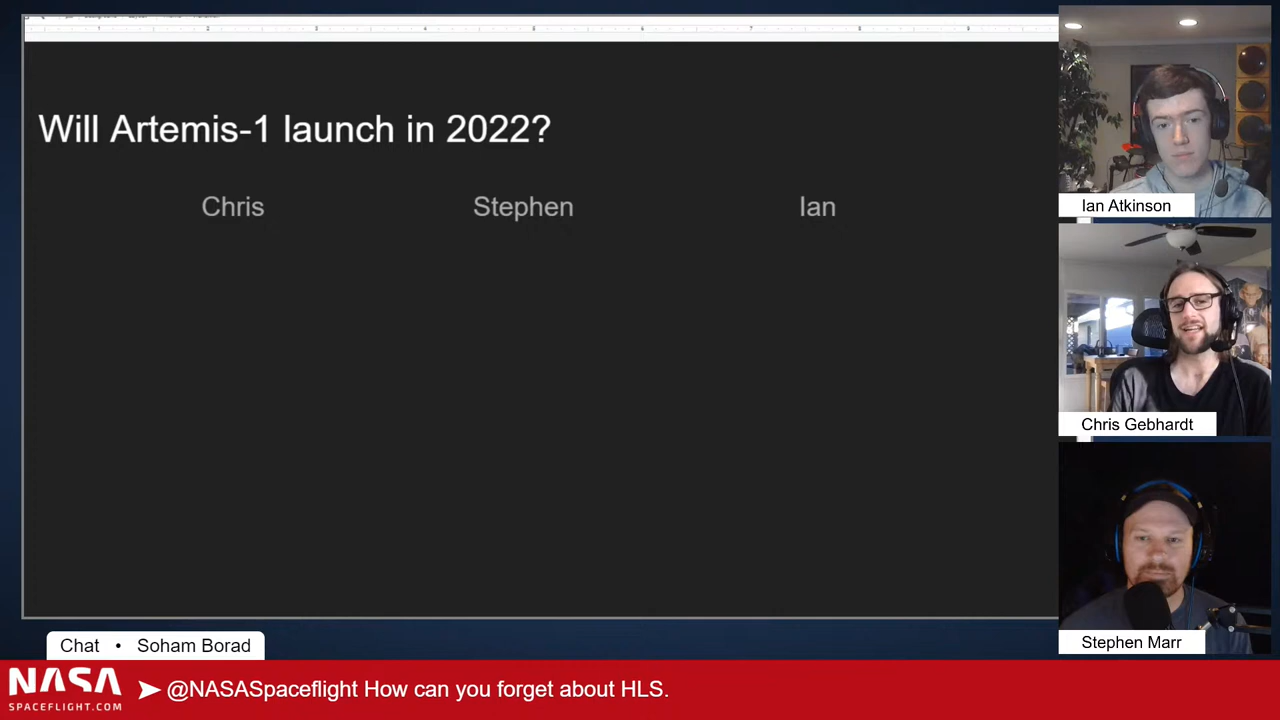 Will Artemis-1 launch in 2022?
Chris
Stephen
Ian
Ian Atkinson
Chris Gebhardt
Stephen Marr
Chat • Soham Borad
NASA
SPACEFLIGHT.COM
@NASASpaceflight How can you forget about HLS.